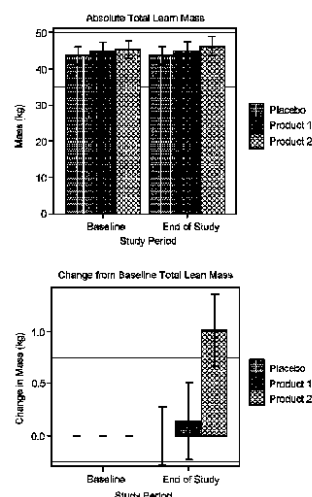 Absolute Total Learn Mass
50
40
30
20
10
0
Mass (kg)
Baseline
End of Study
Study Period
Placebo
Product 1
Product 2
Change from Baseline Total Lean Mass
1.0
0.5
0.0
Change in Mass (kg)
Baseline
End of Study
Study Period
Placebo
Product 1
Product 2